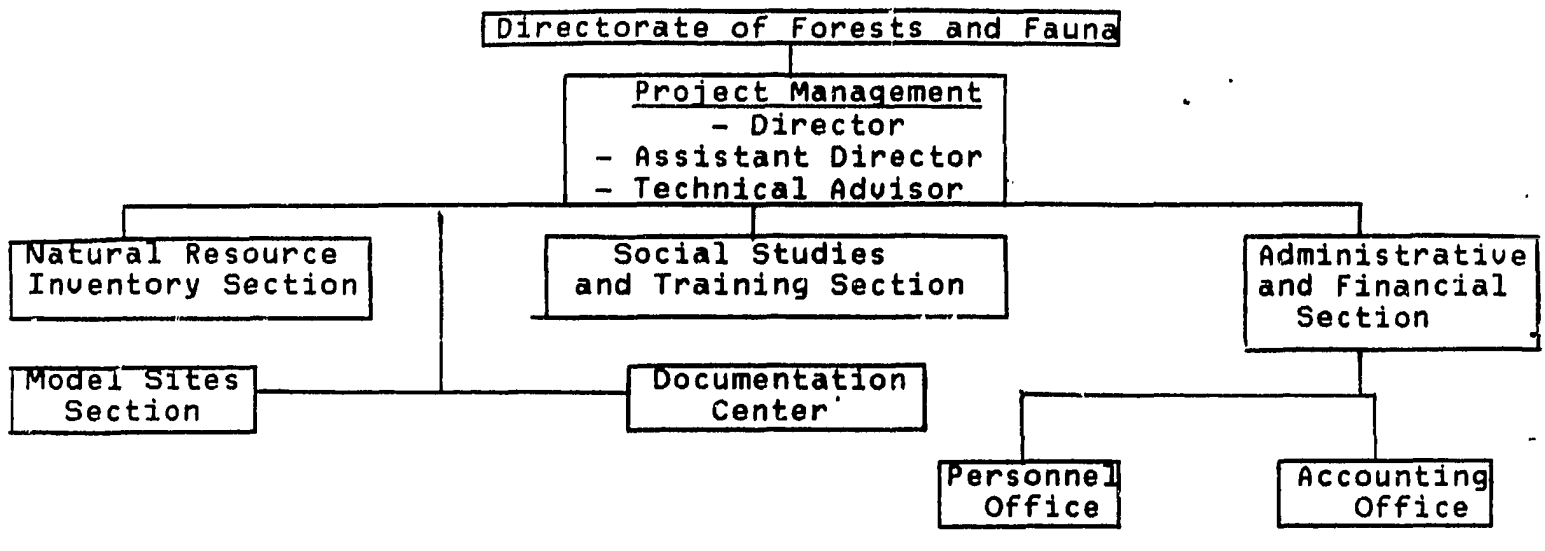 Directorate of Forests and Fauna
Project Management
- Director
- Assistant Director
- Technical Advisor
Natural Resource
Inventory Section
Social Studies
and Training Section
Administrative
and Financial
Section
Model Sites
Section
Documentation
Center
Personnel
Office
Accounting
Office